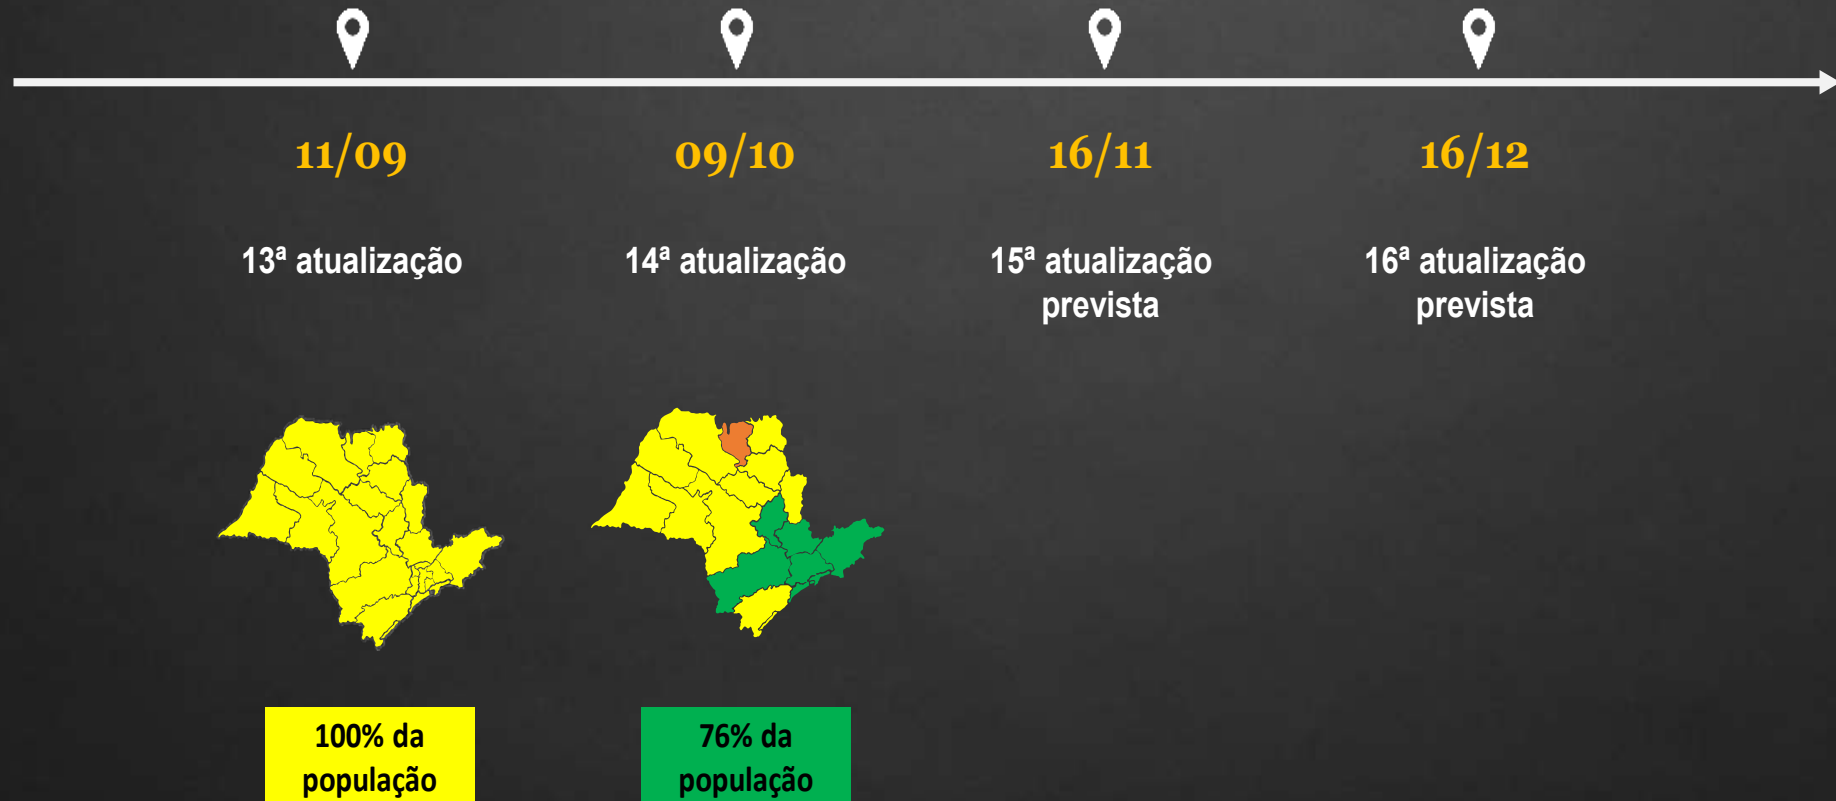 11/09
09/10
16/11
16/12
13ª atualização
14ª atualização
15ª atualização
prevista
16ª atualização
prevista
100% da
população
76% da
população